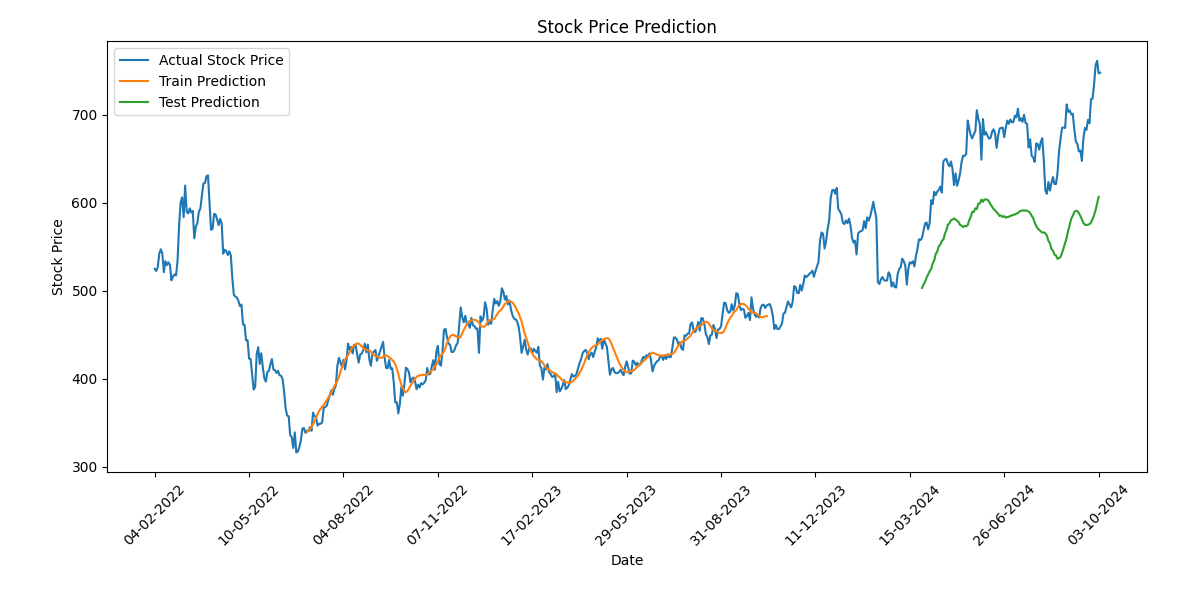 Stock Price Prediction
Actual Stock Price
Train Prediction
Test Prediction
Stock Price
700
600
500
400
300
04-02-2022
10-05-2022
04-08-2022
07-11-2022
17-02-2023
29-05-2023
31-08-2023
11-12-2023
15-03-2024
26-06-2024
03-10-2024
Date